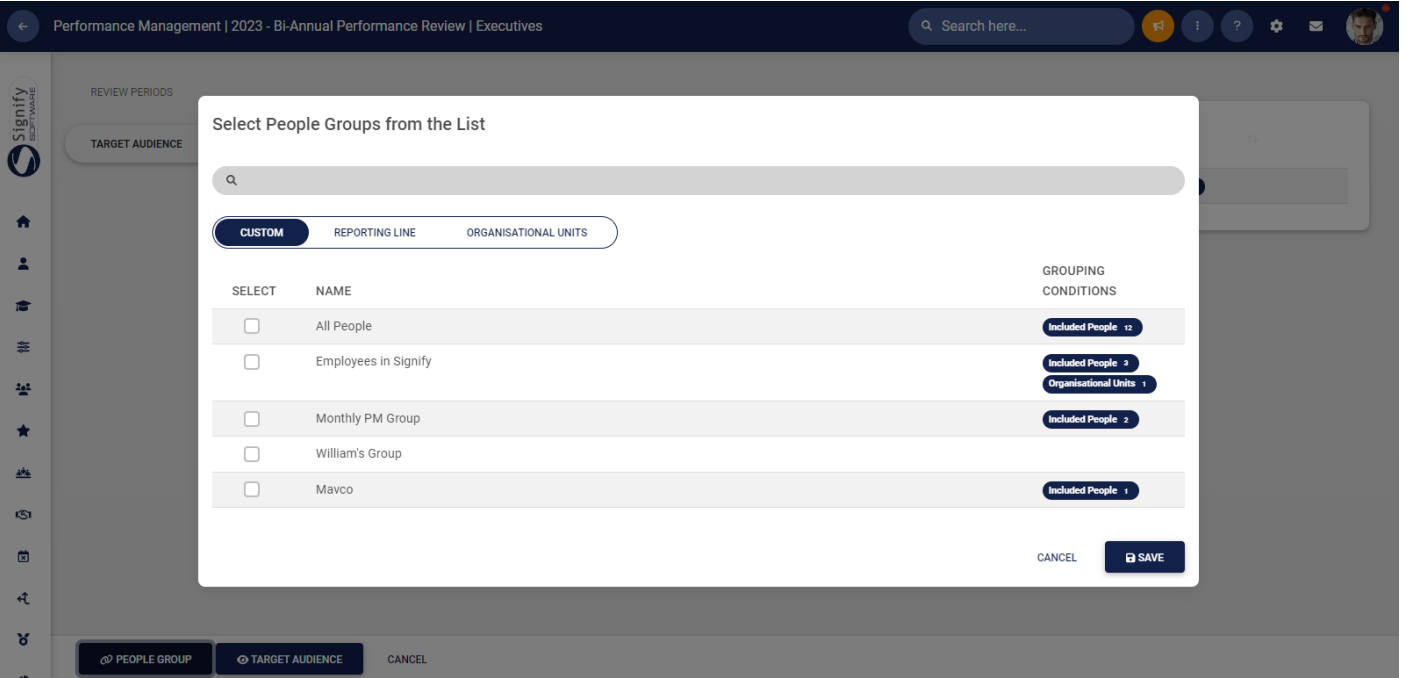 Performance Management | 2023 - Bi-Annual Performance Review | Executives
Search here...
?
Signify
SOFTWARE
REVIEW PERIODS
TARGET AUDIENCE
Select People Groups from the List
CUSTOM REPORTING LINE ORGANISATIONAL UNITS
SELECT NAME GROUPING CONDITIONS
All People Included People 12
Employees in Signify Included People 3
Organisational Units 1
Monthly PM Group Included People 2
William's Group
Mavco Included People 1
CANCEL SAVE
PEOPLE GROUP TARGET AUDIENCE CANCEL